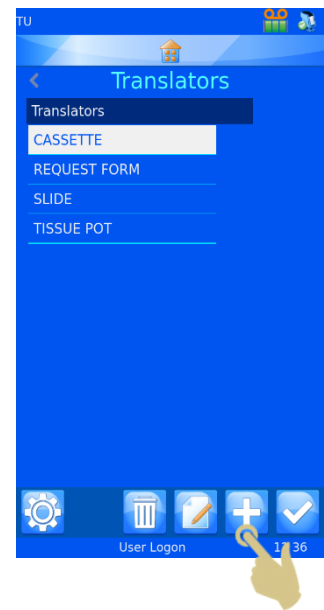 TU
Translators
Translators
CASSETTE
REQUEST FORM
SLIDE
TISSUE POT
User Logon